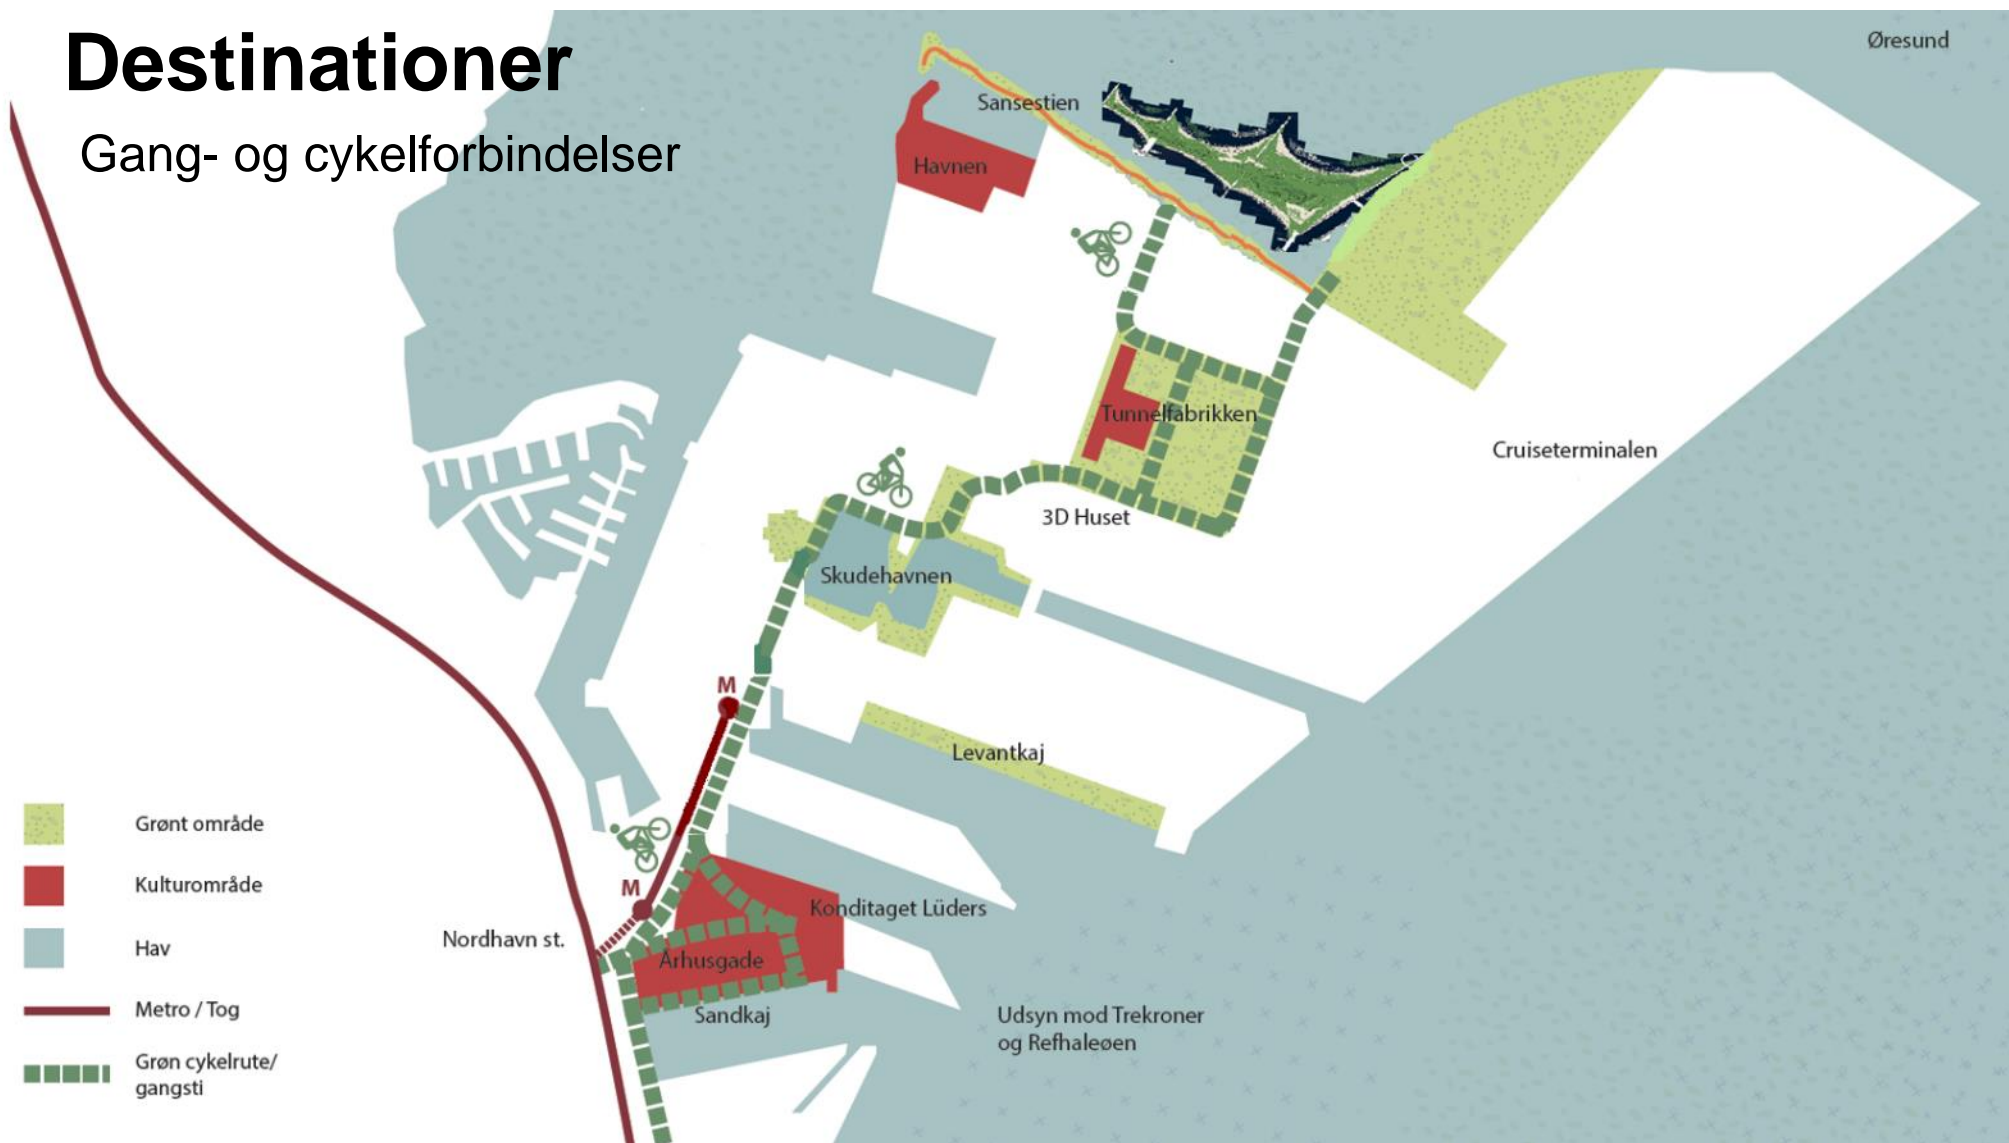 Destinationer
Gang- og cykelforbindelser
Øresund
Sansestien
Havnen
Tunnelfabrikken
Cruiseterminalen
3D Huset
Skudehavnen
M
Levantkaj
Grønt område
Kulturområde
M
Konditaget Lüders
Nordhavn st.
Hav
Århusgade
Metro / Tog
Sandkaj
Udsyn mod Trekroner
og Refhaleøen
Grøn cykelrute/
gangsti